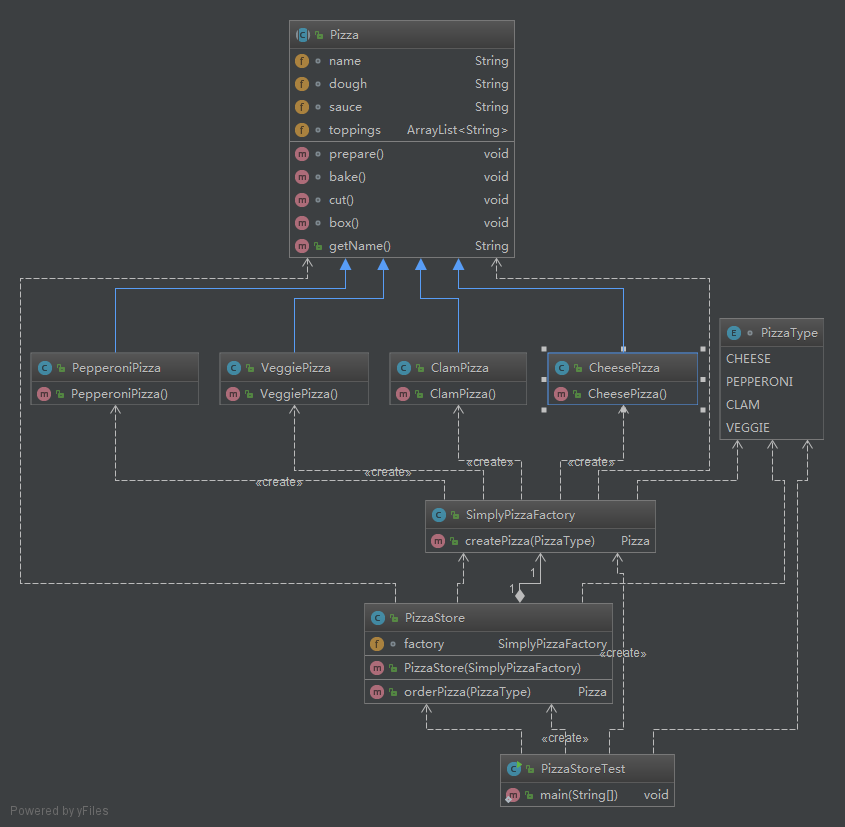 Pizza
name String
dough String
sauce String
toppings ArrayList<String>
prepare() void
bake() void
cut() void
box() void
getName() String
PizzaType
CHEESE
PEPPERONI
CLAM
VEGGIE
PepperoniPizza
PepperoniPizza()
VeggiePizza
VeggiePizza()
ClamPizza
ClamPizza()
CheesePizza
CheesePizza()
«create»
«create»
«create»
«create»
SimplyPizzaFactory
createPizza(PizzaType) Pizza
1
1
PizzaStore
factory SimplyPizzaFactory
«create»
PizzaStore(SimplyPizzaFactory)
orderPizza(PizzaType) Pizza
«create»
PizzaStoreTest
main(String[]) void
Powered by yFiles